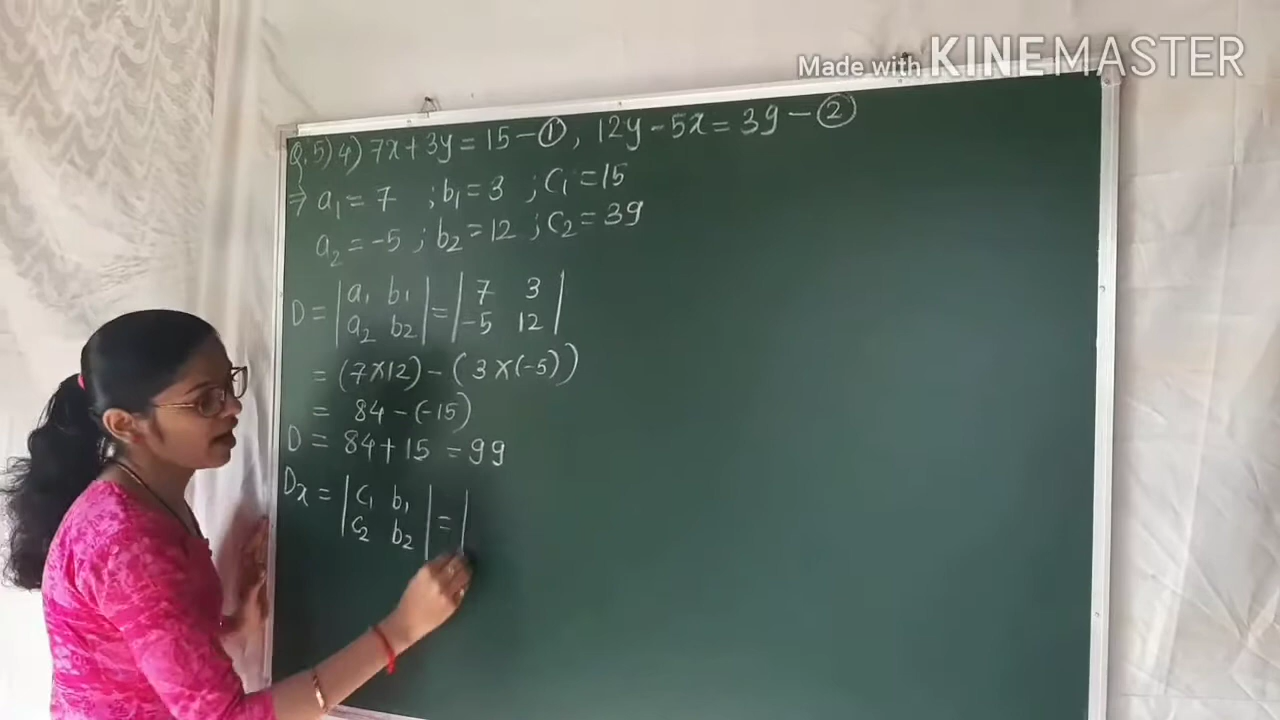 Made with KINEMASTER
Q.5) 4) 7x + 3y = 15 - ①, 12y - 5x = 39 - ②
⇒ a₁ = 7 ; b₁ = 3 ; c₁ = 15
a₂ = -5 ; b₂ = 12 ; c₂ = 39
D = | a₁ b₁ | = | 7 3 |
| a₂ b₂ | | -5 12 |
= (7×12) - (3×(-5))
= 84 - (-15)
D = 84 + 15 = 99
Dx = | c₁ b₁ | = |
| c₂ b₂ |